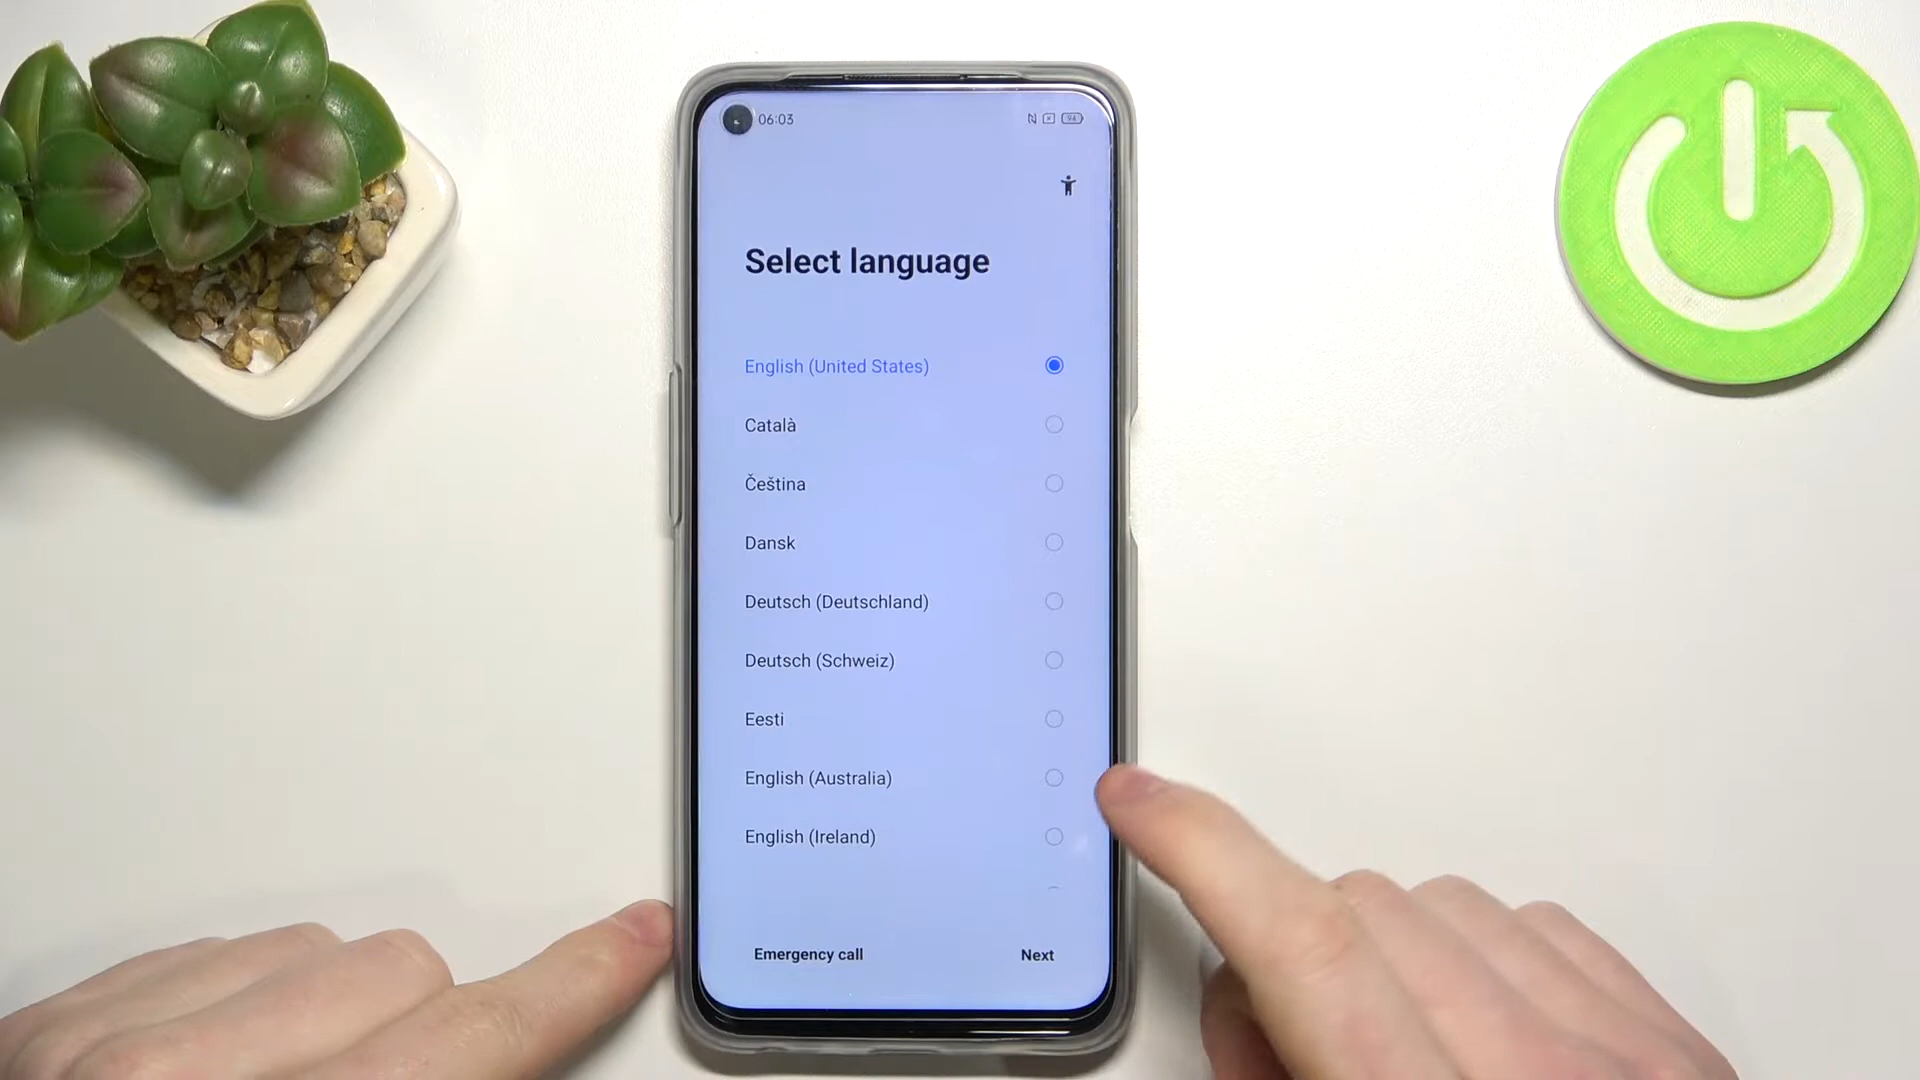 06:03
94
Select language
English (United States)
Català
Čeština
Dansk
Deutsch (Deutschland)
Deutsch (Schweiz)
Eesti
English (Australia)
English (Ireland)
Emergency call
Next